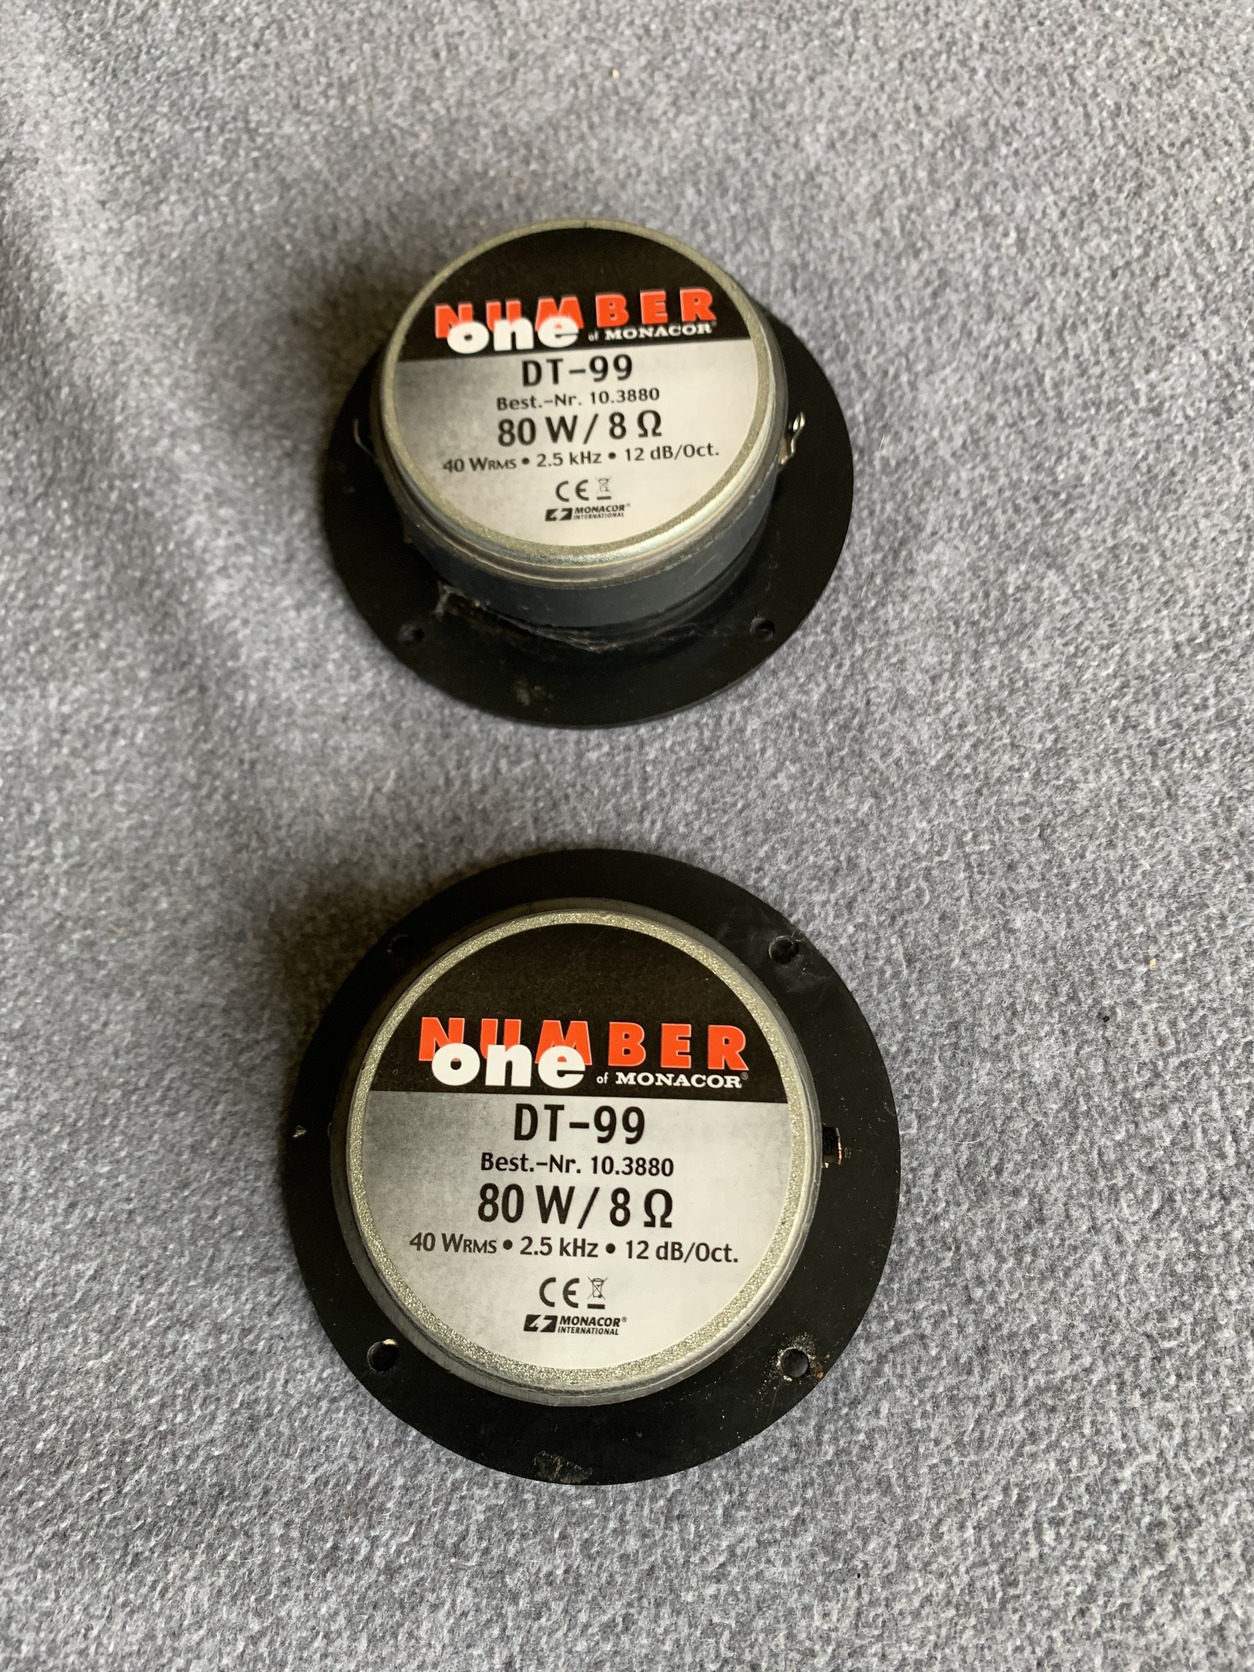 NUMBER
one of MONACOR®
DT-99
Best.-Nr. 10.3880
80 W / 8 Ω
40 WRMS • 2.5 kHz • 12 dB/Oct.
CE
MONACOR®
INTERNATIONAL
NUMBER
one of MONACOR®
DT-99
Best.-Nr. 10.3880
80 W / 8 Ω
40 WRMS • 2.5 kHz • 12 dB/Oct.
CE
MONACOR®
INTERNATIONAL